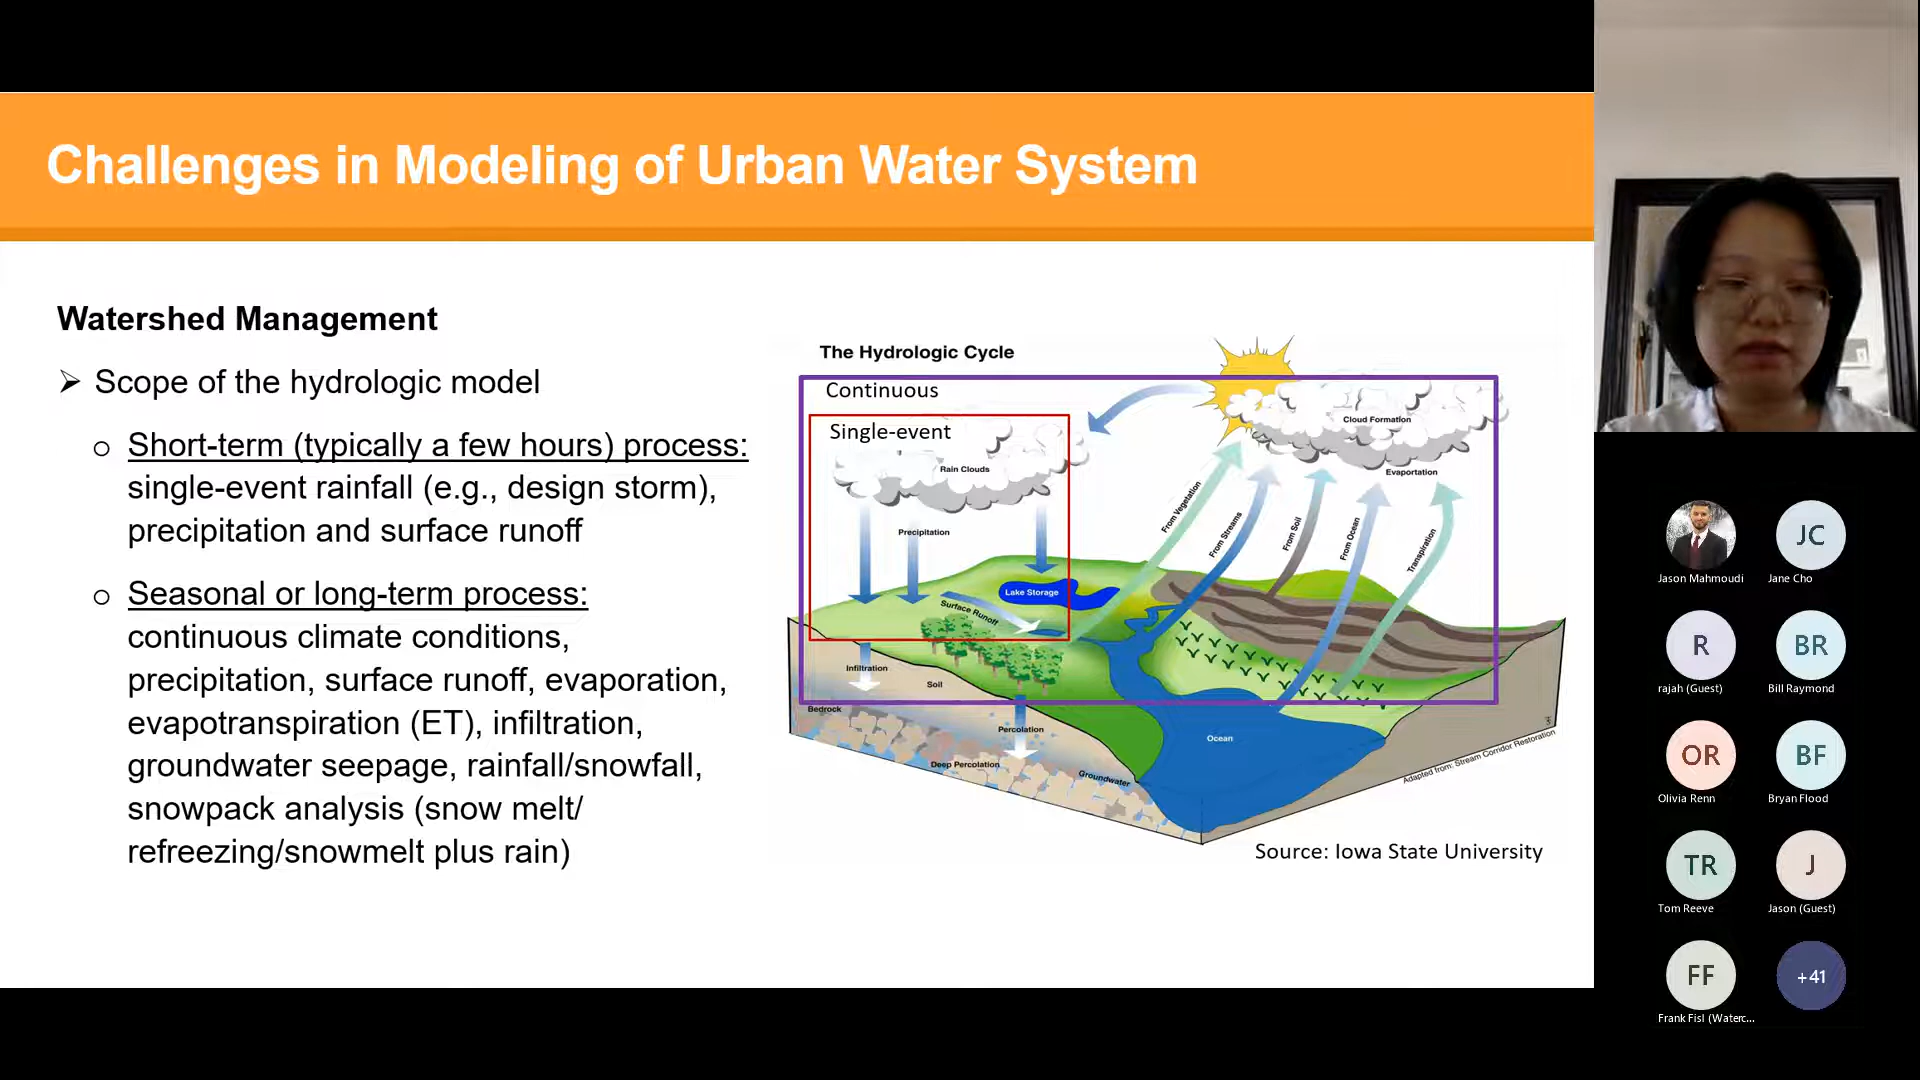 Challenges in Modeling of Urban Water System
Watershed Management
Scope of the hydrologic model
Short-term (typically a few hours) process:
single-event rainfall (e.g., design storm),
precipitation and surface runoff
Seasonal or long-term process:
continuous climate conditions,
precipitation, surface runoff, evaporation,
evapotranspiration (ET), infiltration,
groundwater seepage, rainfall/snowfall,
snowpack analysis (snow melt/
refreezing/snowmelt plus rain)
The Hydrologic Cycle
Continuous
Single-event
Rain Clouds
Precipitation
Cloud Formation
Evaporation
From Vegetation
From Streams
From Soil
From Ocean
Transpiration
Lake Storage
Surface Runoff
Infiltration
Soil
Bedrock
Percolation
Deep Percolation
Groundwater
Ocean
Adapted from: Stream Corridor Restoration
Source: Iowa State University
Jason Mahmoudi
JC
Jane Cho
R
rajah (Guest)
BR
Bill Raymond
OR
Olivia Renn
BF
Bryan Flood
TR
Tom Reeve
J
Jason (Guest)
FF
Frank Fisl (Waterc...
+41